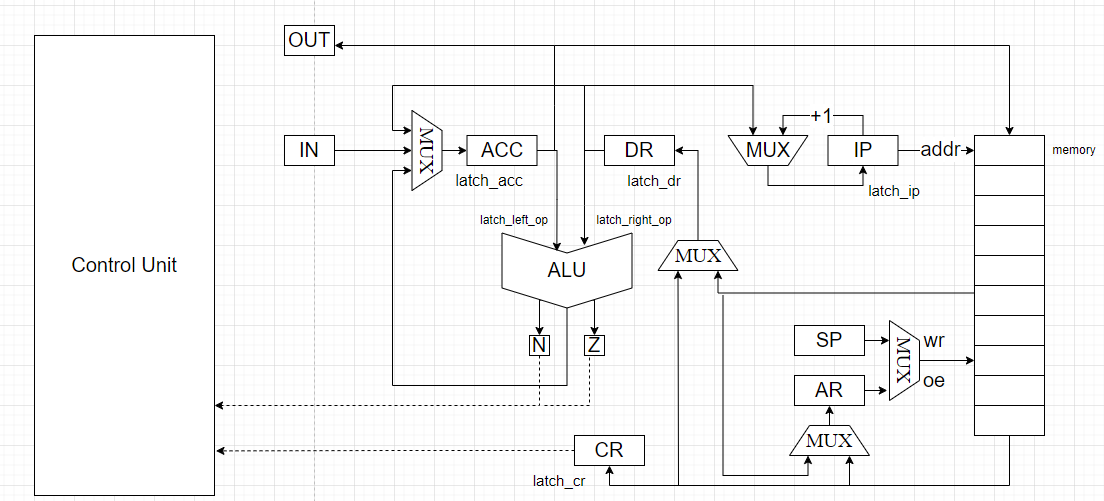 OUT
+1
IN
MUX
ACC
DR
MUX
IP
addr
memory
latch_acc
latch_dr
latch_ip
latch_left_op
latch_right_op
Control Unit
ALU
MUX
N
Z
SP
MUX
wr
oe
AR
MUX
CR
latch_cr